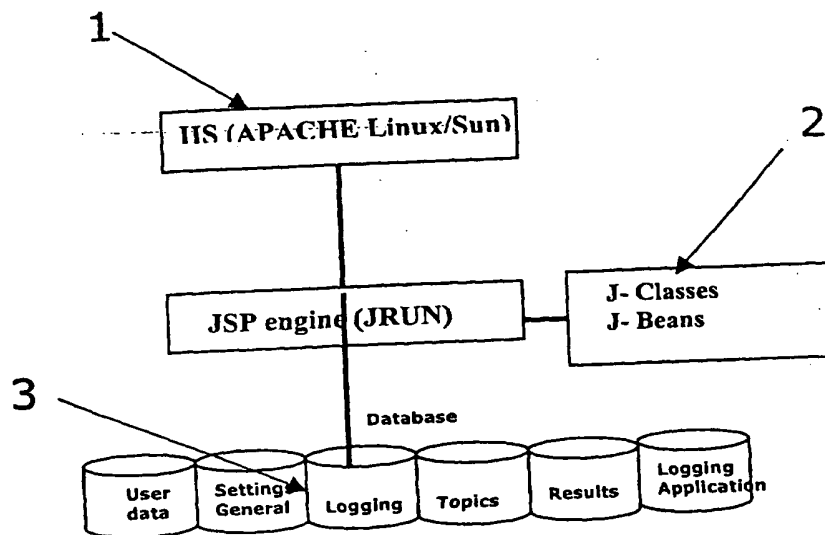 1
IIS (APACHE Linux/Sun)
2
JSP engine (JRUN)
J- Classes
J- Beans
3
Database
User
data
Settings
General
Logging
Topics
Results
Logging
Application